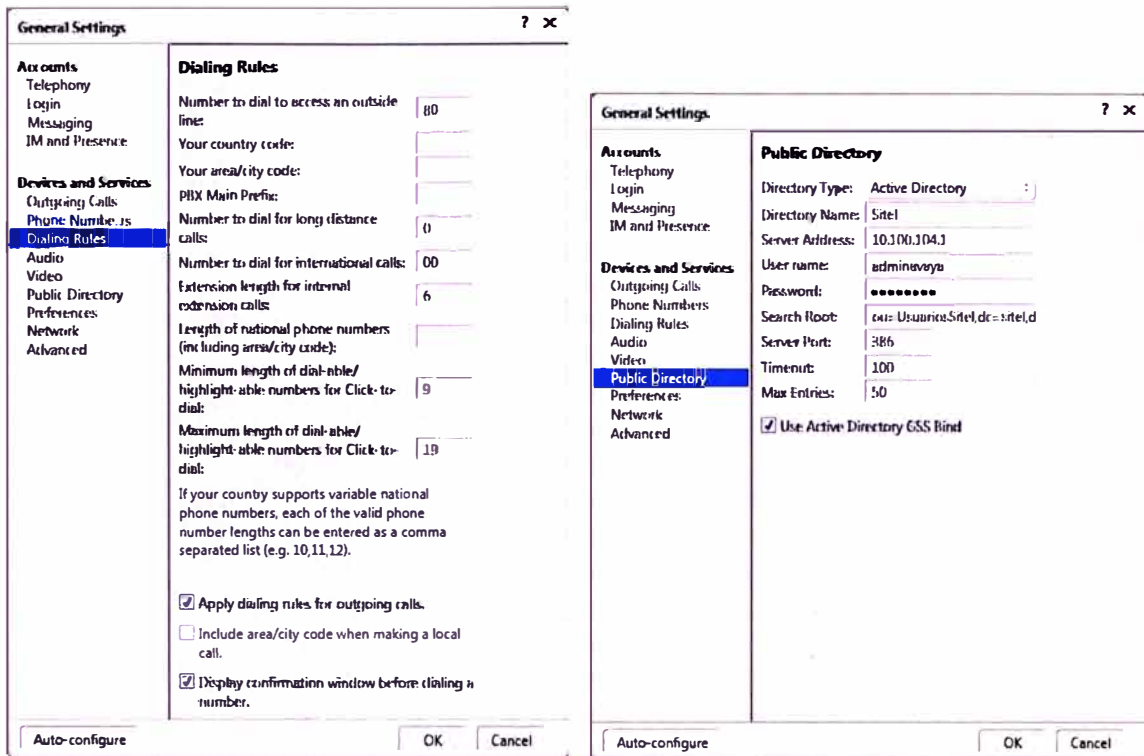 General Settings
? ×
Accounts
Telephony
Login
Messaging
IM and Presence
Devices and Services
Outgoing Calls
Phone Numbers
Dialing Rules
Audio
Video
Public Directory
Preferences
Network
Advanced
Dialing Rules
Number to dial to access an outside
line:
80
Your country code:
Your area/city code:
PBX Main Prefix:
Number to dial for long distance
calls:
0
Number to dial for international calls:
00
Extension length for internal
extension calls:
6
Length of national phone numbers
(including area/city code):
Minimum length of dial-able/
highlight-able numbers for Click-to-
dial:
9
Maximum length of dial-able/
highlight-able numbers for Click-to-
dial:
If your country supports variable national
phone numbers, each of the valid phone
number lengths can be entered as a comma
separated list (e.g. 10,11,12).
Apply dialing rules for outgoing calls.
Include area/city code when making a local
call.
Display confirmation window before dialing a
number.
Auto-configure
OK
Cancel
General Settings
? ×
Accounts
Telephony
Login
Messaging
IM and Presence
Devices and Services
Outgoing Calls
Phone Numbers
Dialing Rules
Audio
Video
Public Directory
Preferences
Network
Advanced
Public Directory
Directory Type: Active Directory
Directory Name: Sitel
Server Address: 10.100.104.1
User name: adminavaya
Password: ••••••••
Search Root: ou=UsuariosSitel,dc=sitel,d
Server Port: 386
Timeout: 100
Max Entries: 50
Use Active Directory GSS Bind
Auto-configure
OK
Cancel